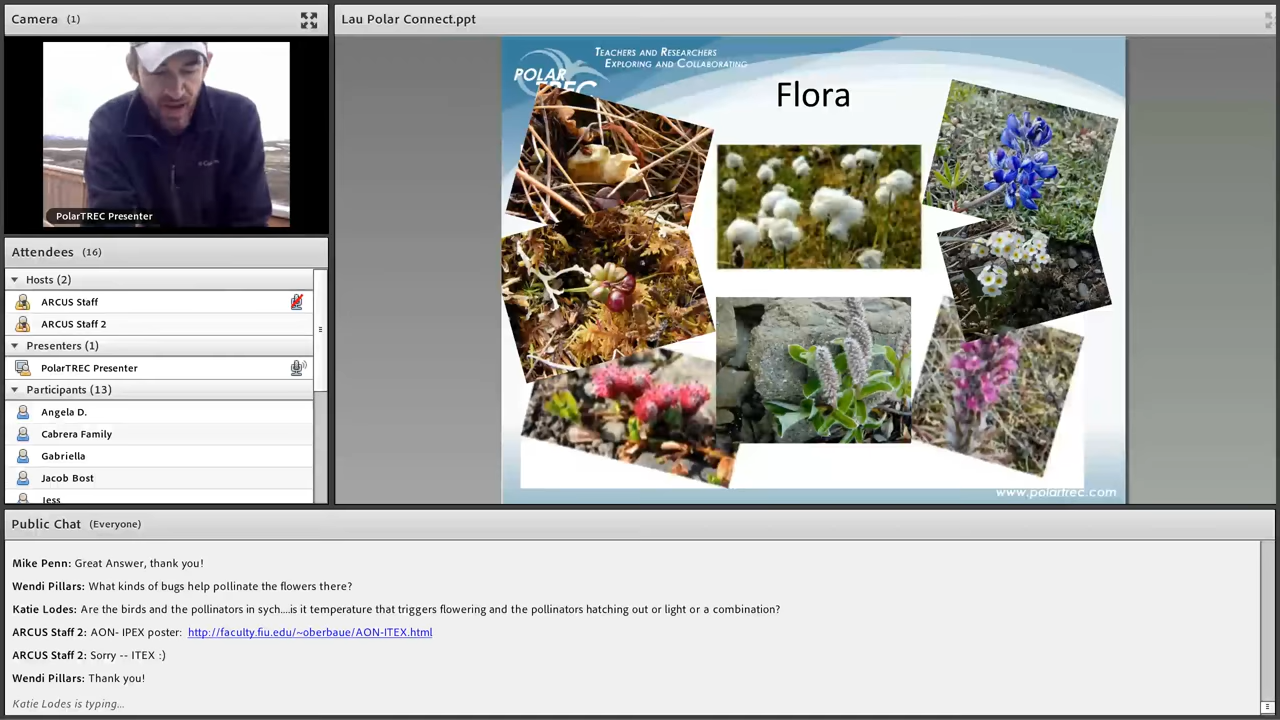 Camera (1)
PolarTREC Presenter
Attendees (16)
Hosts (2)
ARCUS Staff
ARCUS Staff 2
Presenters (1)
PolarTREC Presenter
Participants (13)
Angela D.
Cabrera Family
Gabriella
Jacob Bost
Jess
Lau Polar Connect.ppt
TEACHERS AND RESEARCHERS
EXPLORING AND COLLABORATING
POLAR
TREC
Flora
www.polartrec.com
Public Chat (Everyone)
Mike Penn: Great Answer, thank you!
Wendi Pillars: What kinds of bugs help pollinate the flowers there?
Katie Lodes: Are the birds and the pollinators in sych....is it temperature that triggers flowering and the pollinators hatching out or light or a combination?
ARCUS Staff 2: AON- IPEX poster: http://faculty.fiu.edu/~oberbaue/AON-ITEX.html
ARCUS Staff 2: Sorry -- ITEX :)
Wendi Pillars: Thank you!
Katie Lodes is typing...